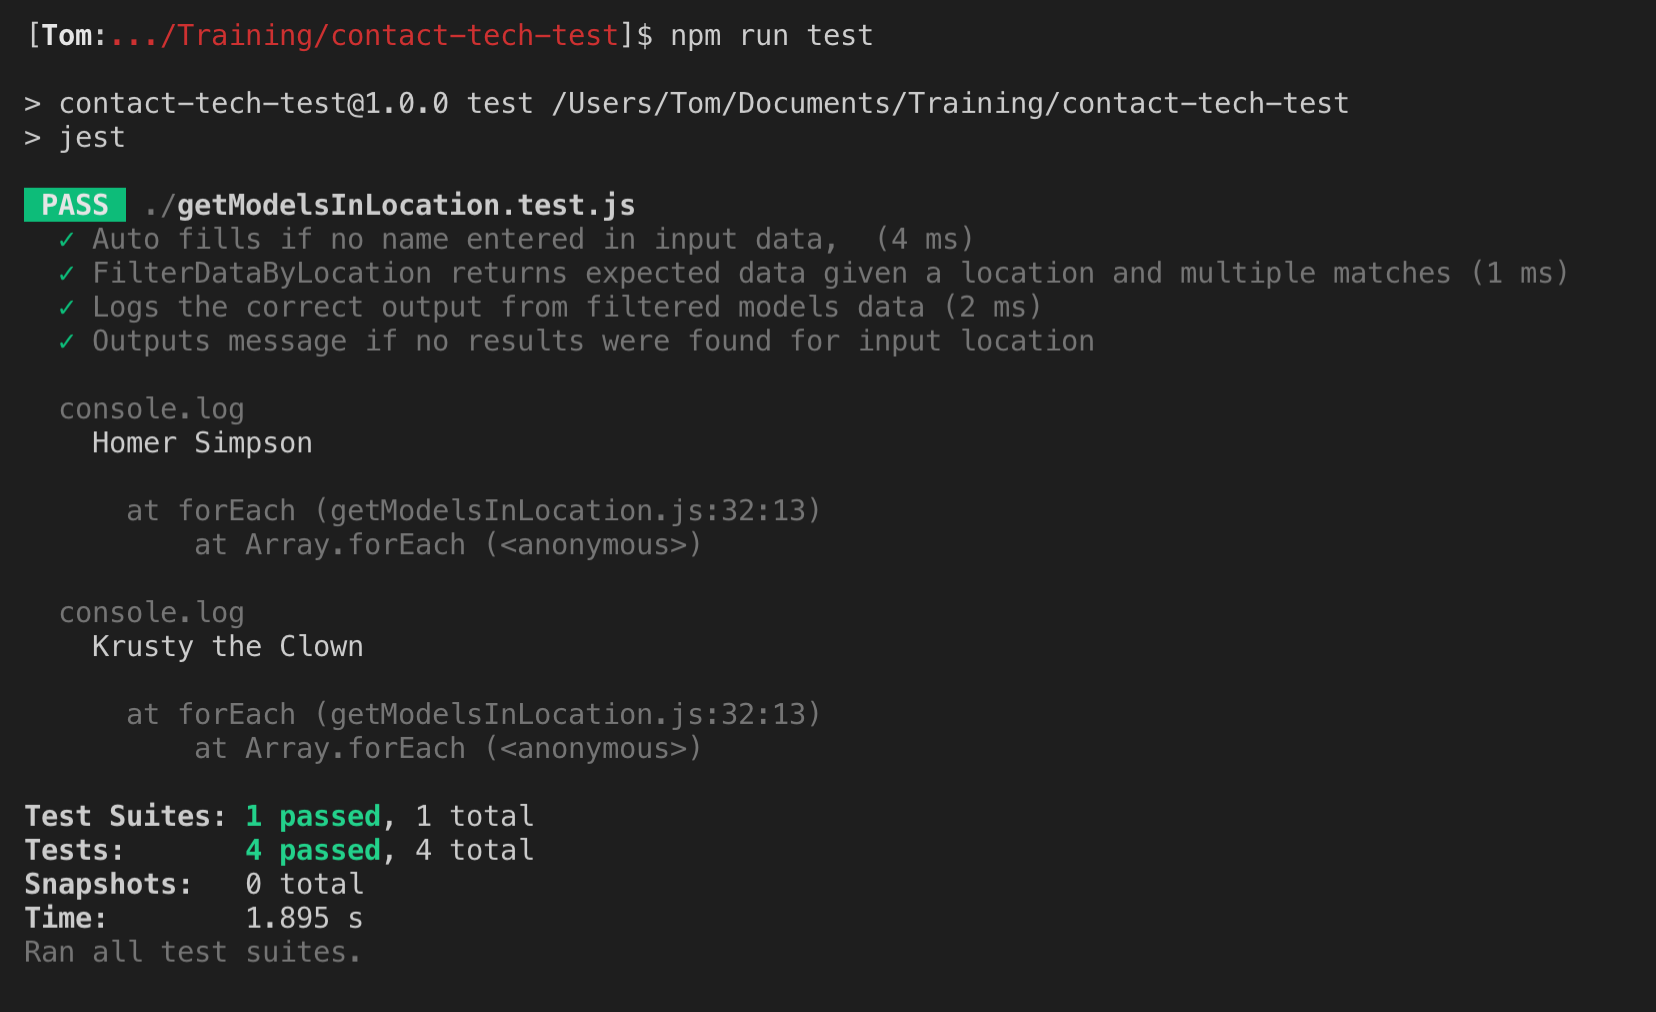 [Tom:.../Training/contact-tech-test]$ npm run test
> contact-tech-test@1.0.0 test /Users/Tom/Documents/Training/contact-tech-test
> jest
PASS ./getModelsInLocation.test.js
✓ Auto fills if no name entered in input data,  (4 ms)
✓ FilterDataByLocation returns expected data given a location and multiple matches (1 ms)
✓ Logs the correct output from filtered models data (2 ms)
✓ Outputs message if no results were found for input location
console.log
Homer Simpson
at forEach (getModelsInLocation.js:32:13)
at Array.forEach (<anonymous>)
console.log
Krusty the Clown
at forEach (getModelsInLocation.js:32:13)
at Array.forEach (<anonymous>)
Test Suites: 1 passed, 1 total
Tests:       4 passed, 4 total
Snapshots:   0 total
Time:        1.895 s
Ran all test suites.